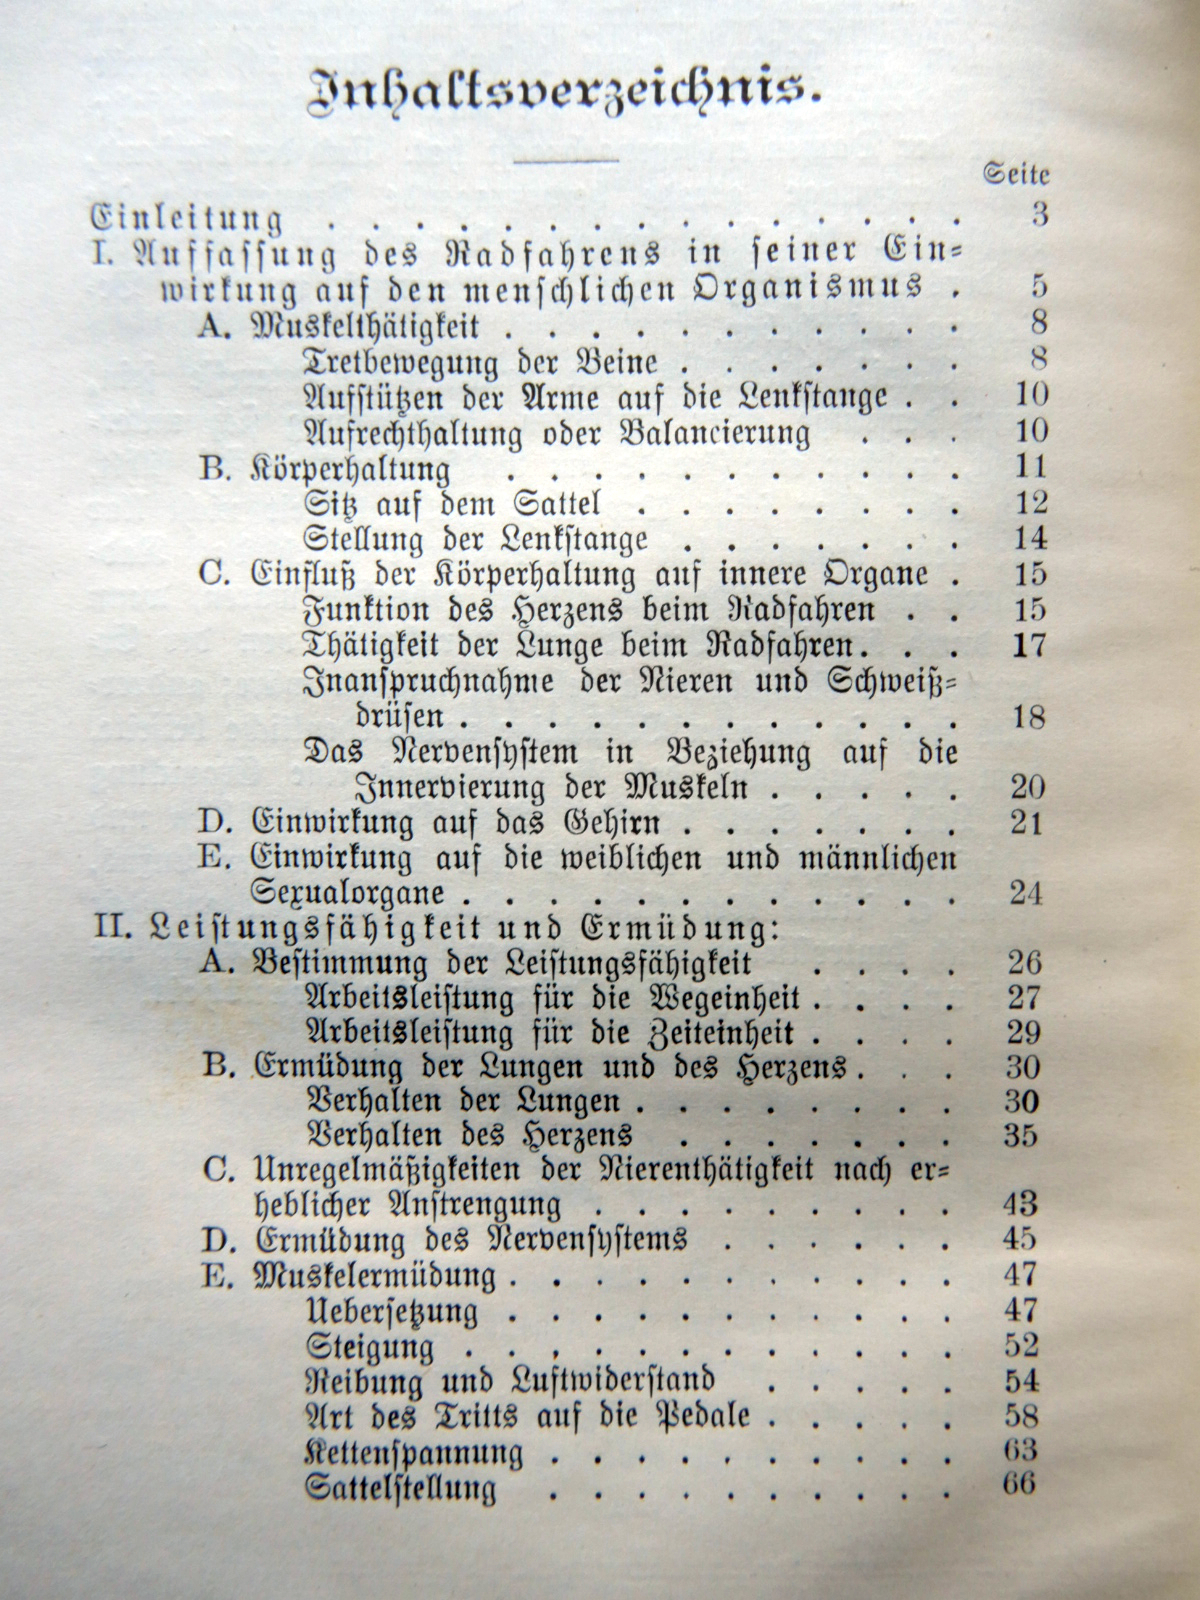 Inhaltsverzeichnis.
Seite
Einleitung . . . . . . . . . . . . . . . 3
I. Auffassung des Radfahrens in seiner Ein-
wirkung auf den menschlichen Organismus . 5
A. Muskelthätigkeit . . . . . . . . . . . 8
Tretbewegung der Beine . . . . . . . 8
Aufstützen der Arme auf die Lenkstange . . 10
Aufrechthaltung oder Balancierung . . . 10
B. Körperhaltung . . . . . . . . . . . 11
Sitz auf dem Sattel . . . . . . . . 12
Stellung der Lenkstange . . . . . . . 14
C. Einfluß der Körperhaltung auf innere Organe . 15
Funktion des Herzens beim Radfahren . . 15
Thätigkeit der Lunge beim Radfahren. . . 17
Inanspruchnahme der Nieren und Schweiß-
drüsen . . . . . . . . . . . . 18
Das Nervensystem in Beziehung auf die
Innervierung der Muskeln . . . . . 20
D. Einwirkung auf das Gehirn . . . . . . . 21
E. Einwirkung auf die weiblichen und männlichen
Sexualorgane . . . . . . . . . . . . 24
II. Leistungsfähigkeit und Ermüdung:
A. Bestimmung der Leistungsfähigkeit . . . . 26
Arbeitsleistung für die Wegeinheit . . . . 27
Arbeitsleistung für die Zeiteinheit . . . . 29
B. Ermüdung der Lungen und des Herzens. . . 30
Verhalten der Lungen . . . . . . . . 30
Verhalten des Herzens . . . . . . . 35
C. Unregelmäßigkeiten der Nierenthätigkeit nach er-
heblicher Anstrengung . . . . . . . . . 43
D. Ermüdung des Nervensystems . . . . . . 45
E. Muskelermüdung . . . . . . . . . . . 47
Uebersetzung . . . . . . . . . . . 47
Steigung . . . . . . . . . . . . 52
Reibung und Luftwiderstand . . . . . 54
Art des Tritts auf die Pedale . . . . . 58
Kettenspannung . . . . . . . . . . 63
Sattelstellung . . . . . . . . . . 66